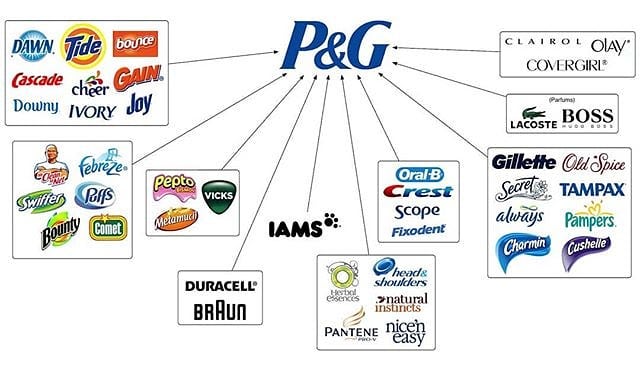 P&G
DAWN
Tide
bounce
Cascade
cheer
GAIN
Downy
IVORY
Joy
CLAIROL OLAY
COVERGIRL
(Parfums)
LACOSTE BOSS
HUGO BOSS
Mr. Clean
Febreze
Swiffer
Puffs
Bounty
Comet
Pepto
BISMOL
VICKS
Metamucil
IAMS
Oral-B
Crest
Scope
Fixodent
Gillette Old Spice
Secret TAMPAX
always Pampers
Charmin Cushelle
DURACELL®
BRAUN
Herbal
essences
head&
shoulders
natural
instincts
PANTENE
PRO-V
nice'n
easy